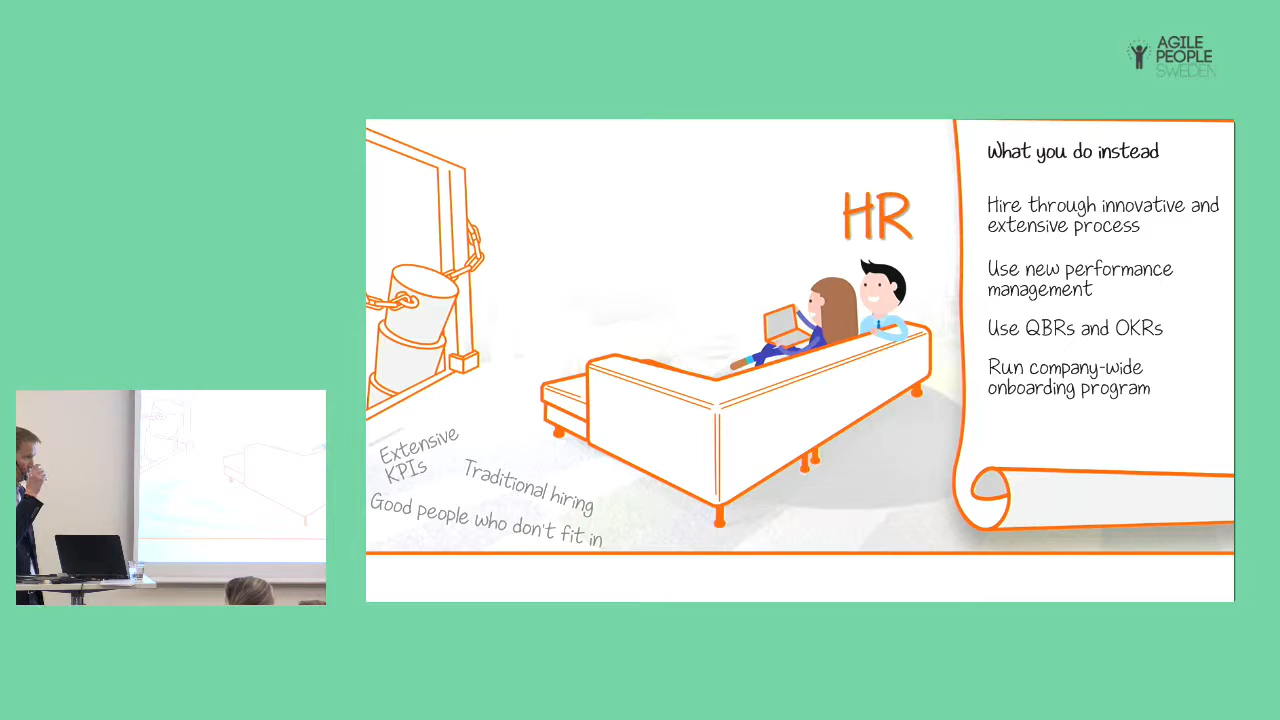 AGILE
PEOPLE
SWEDEN
What you do instead
HR
Hire through innovative and
extensive process
Use new performance
management
Use QBRs and OKRs
Run company-wide
onboarding program
Extensive
KPIs
Traditional hiring
Good people who don't fit in